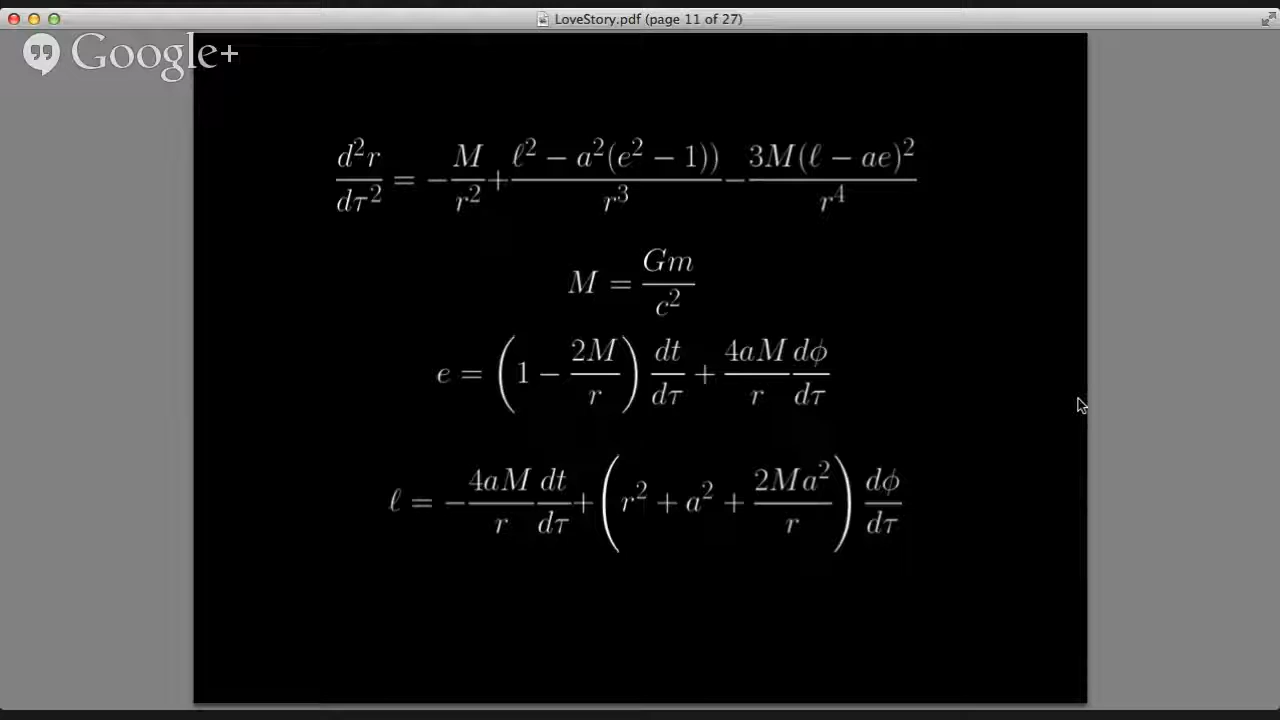 LoveStory.pdf (page 11 of 27)
Google+
d²r/dτ² = −M/r² + ℓ² − a²(e² − 1))/r³ − 3M(ℓ − ae)²/r⁴
M = Gm/c²
e = (1 − 2M/r) dt/dτ + 4aM/r dϕ/dτ
ℓ = −4aM/r dt/dτ + (r² + a² + 2Ma²/r) dϕ/dτ